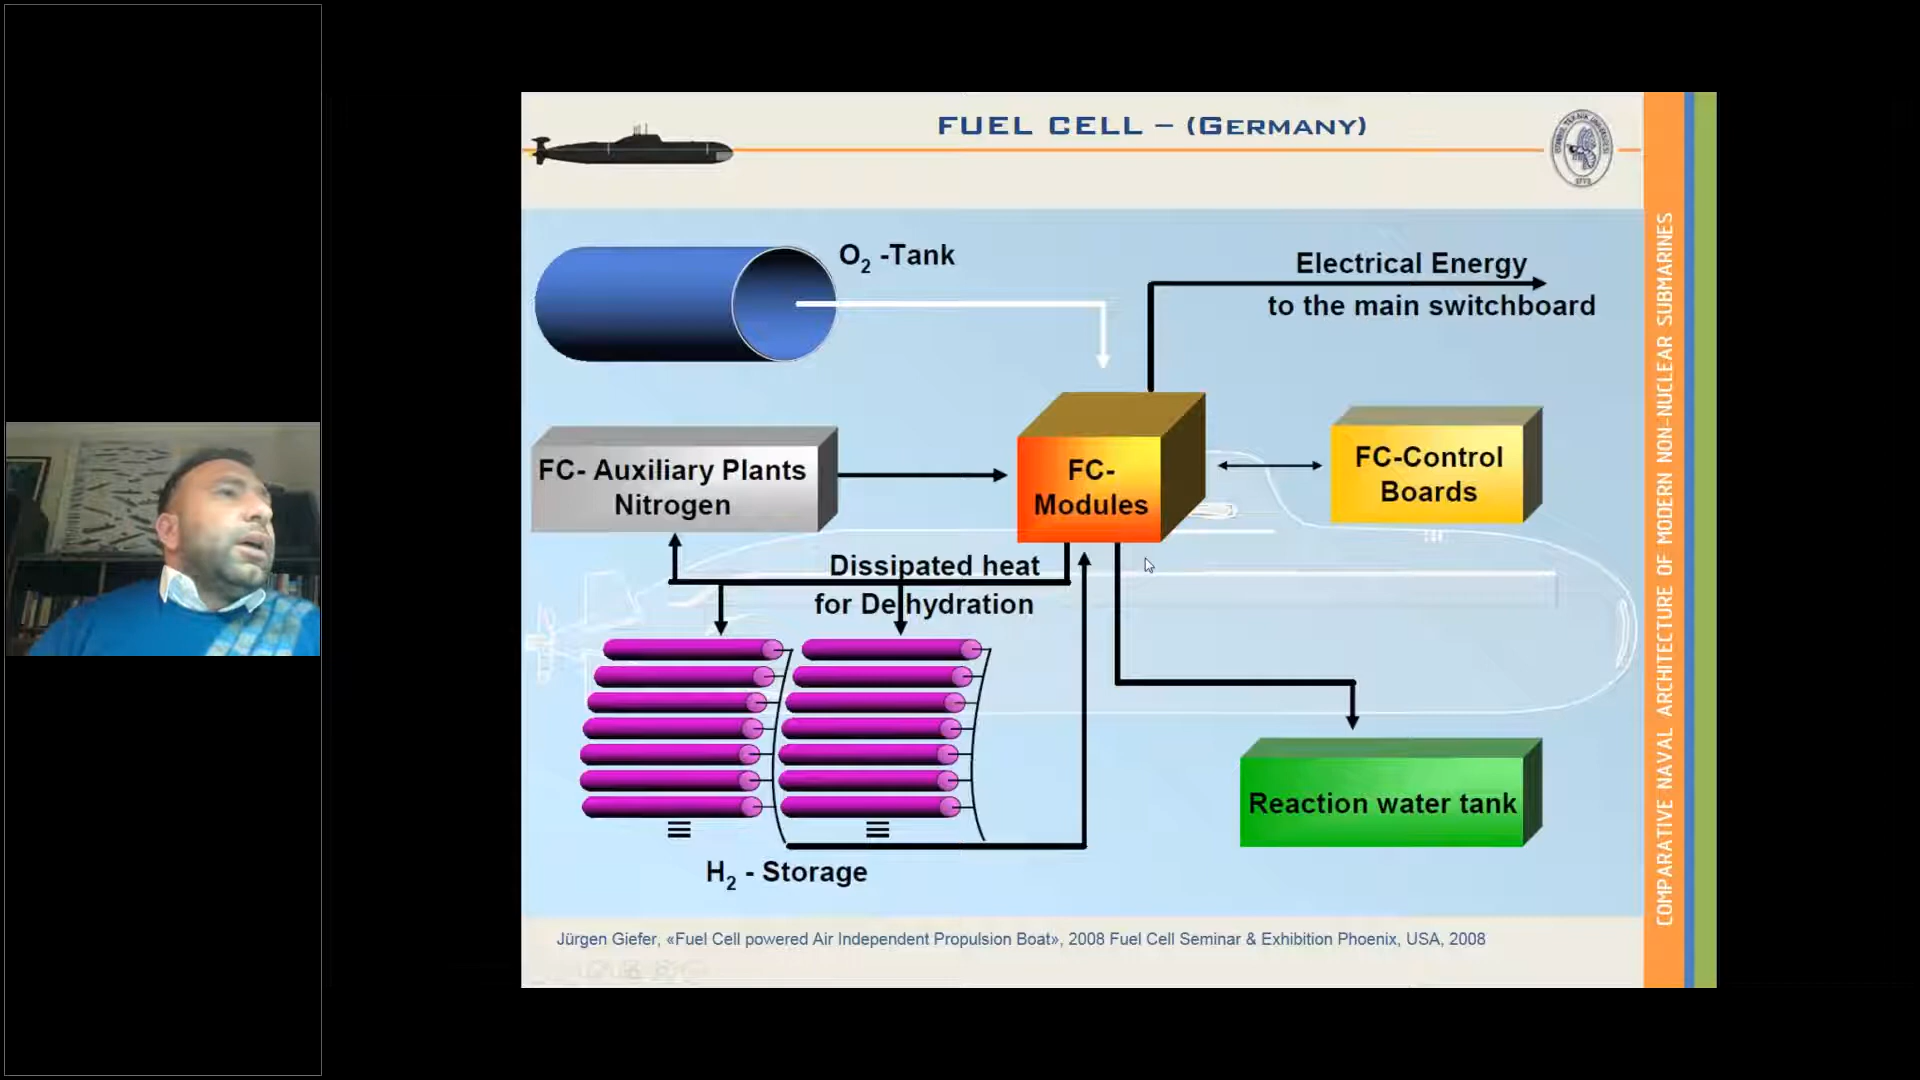 FUEL CELL – (GERMANY)
O2 -Tank
Electrical Energy
to the main switchboard
FC- Auxiliary Plants
Nitrogen
FC-
Modules
FC-Control
Boards
Dissipated heat
for Dehydration
Reaction water tank
H2 - Storage
Jürgen Giefer, «Fuel Cell powered Air Independent Propulsion Boat», 2008 Fuel Cell Seminar & Exhibition Phoenix, USA, 2008
COMPARATIVE NAVAL ARCHITECTURE OF MODERN NON-NUCLEAR SUBMARINES